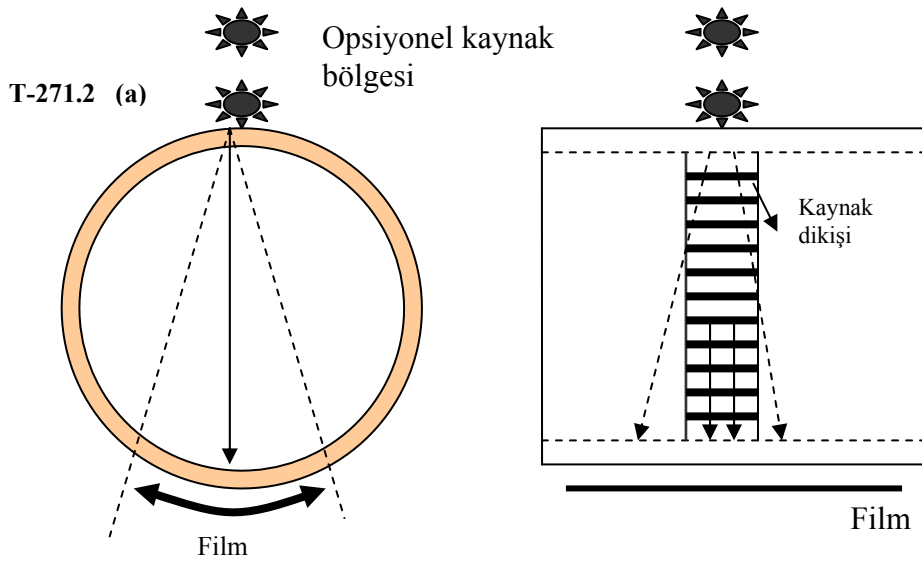 Opsiyonel kaynak
bölgesi
T-271.2 (a)
Kaynak
dikişi
Film
Film